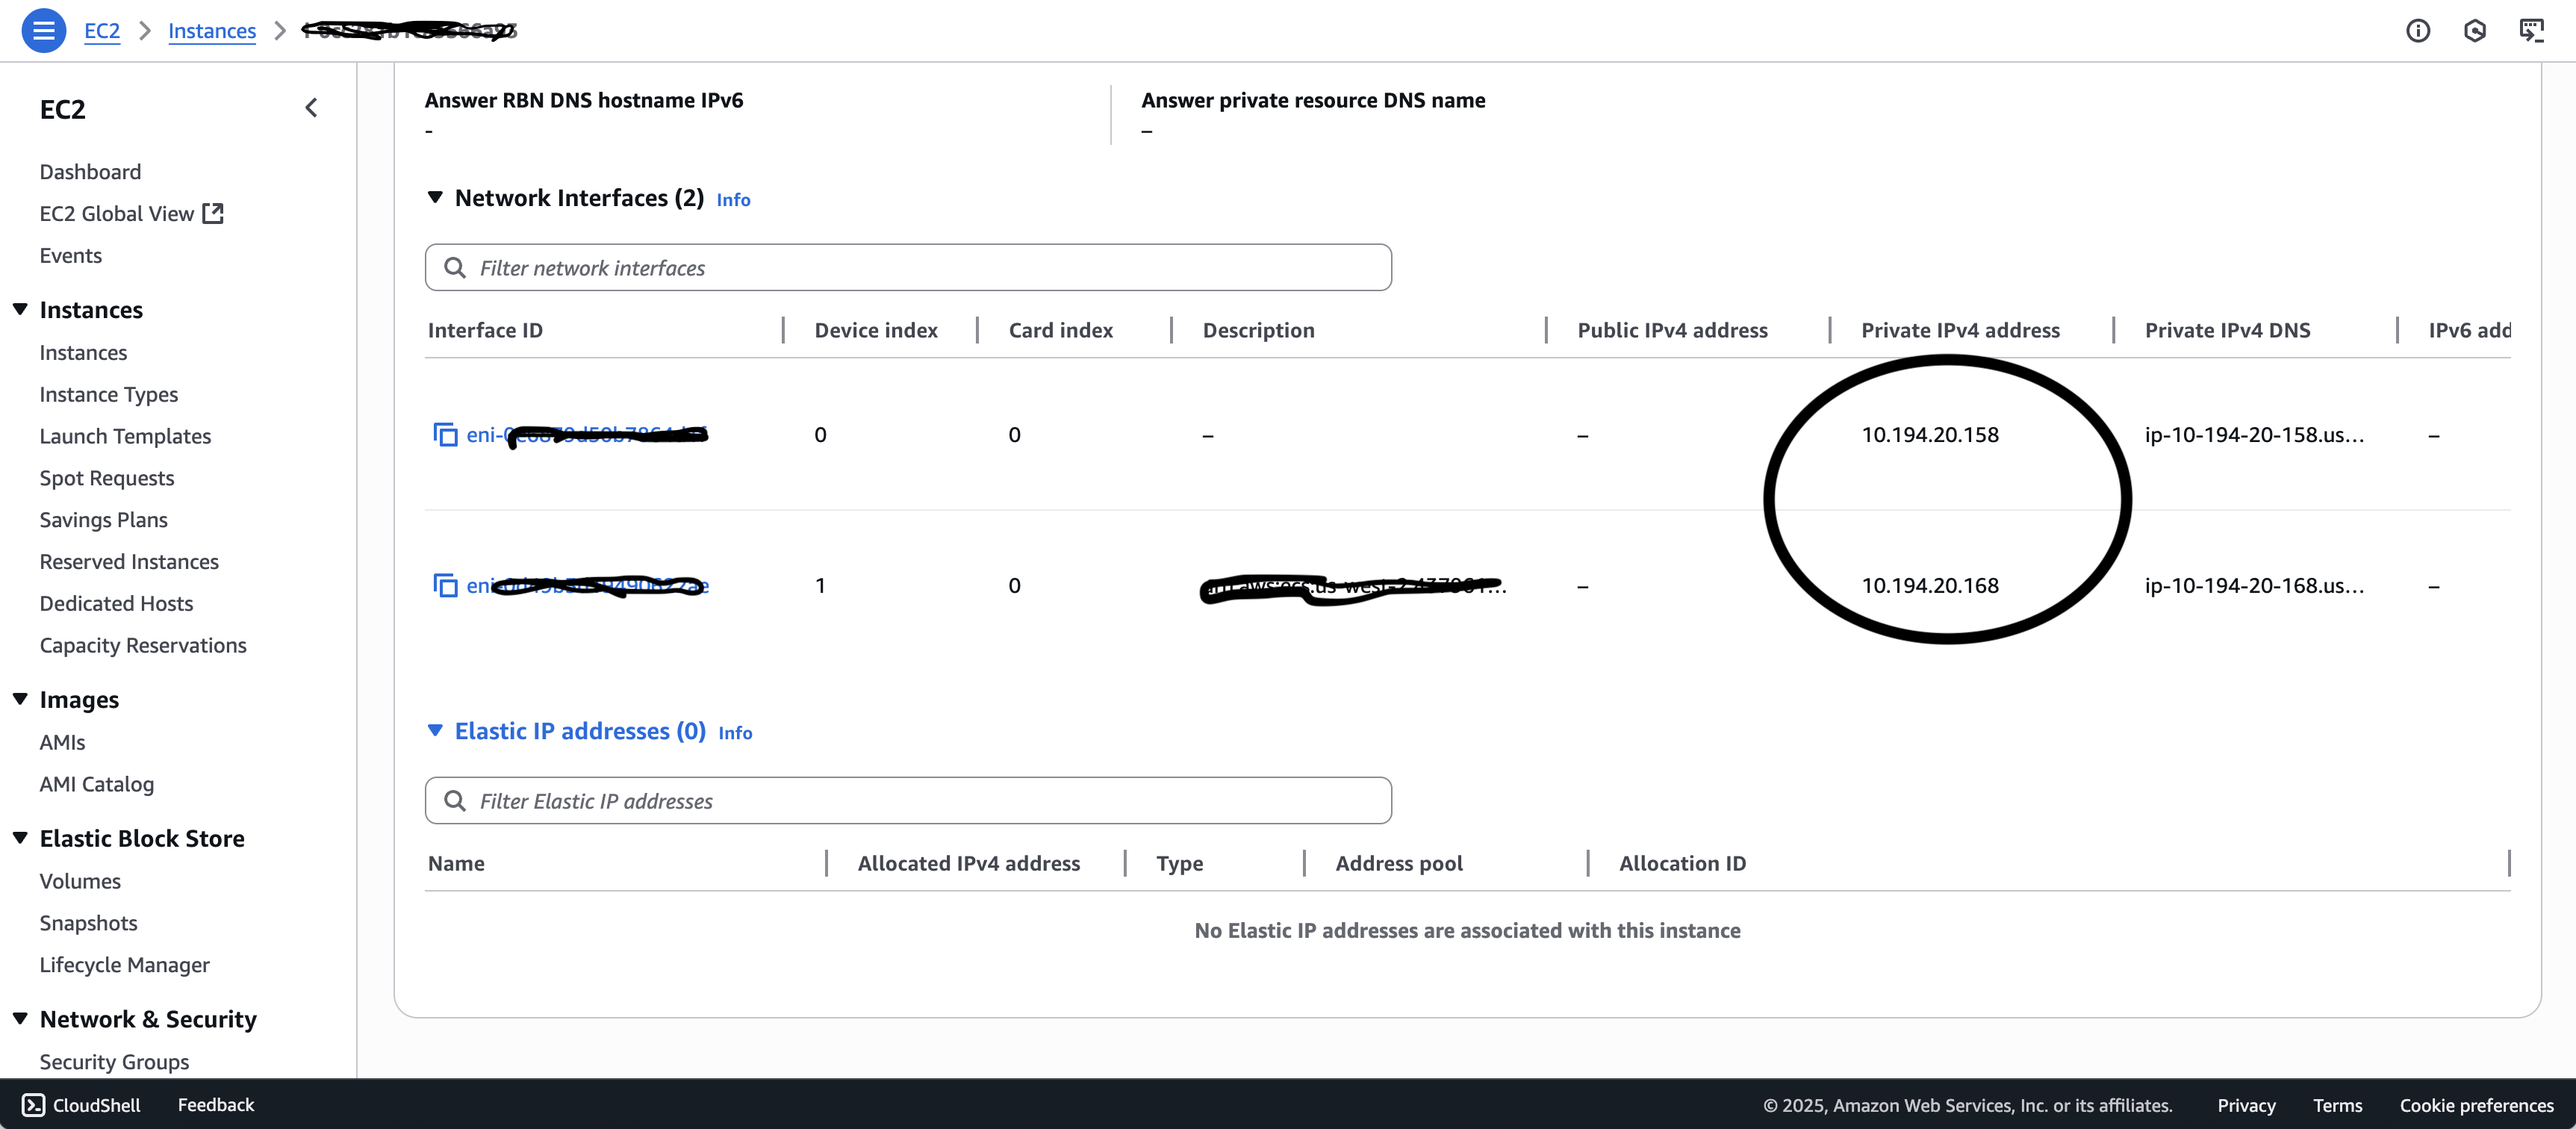 EC2 > Instances >
EC2
Dashboard
EC2 Global View
Events
Instances
Instances
Instance Types
Launch Templates
Spot Requests
Savings Plans
Reserved Instances
Dedicated Hosts
Capacity Reservations
Images
AMIs
AMI Catalog
Elastic Block Store
Volumes
Snapshots
Lifecycle Manager
Network & Security
Security Groups
Answer RBN DNS hostname IPv6
-
Answer private resource DNS name
–
Network Interfaces (2) Info
Filter network interfaces
Interface ID Device index Card index Description Public IPv4 address Private IPv4 address Private IPv4 DNS IPv6 add
eni- 0 0 – – 10.194.20.158 ip-10-194-20-158.us... –
eni- 1 0 – 10.194.20.168 ip-10-194-20-168.us... –
Elastic IP addresses (0) Info
Filter Elastic IP addresses
Name Allocated IPv4 address Type Address pool Allocation ID
No Elastic IP addresses are associated with this instance
CloudShell Feedback © 2025, Amazon Web Services, Inc. or its affiliates. Privacy Terms Cookie preferences